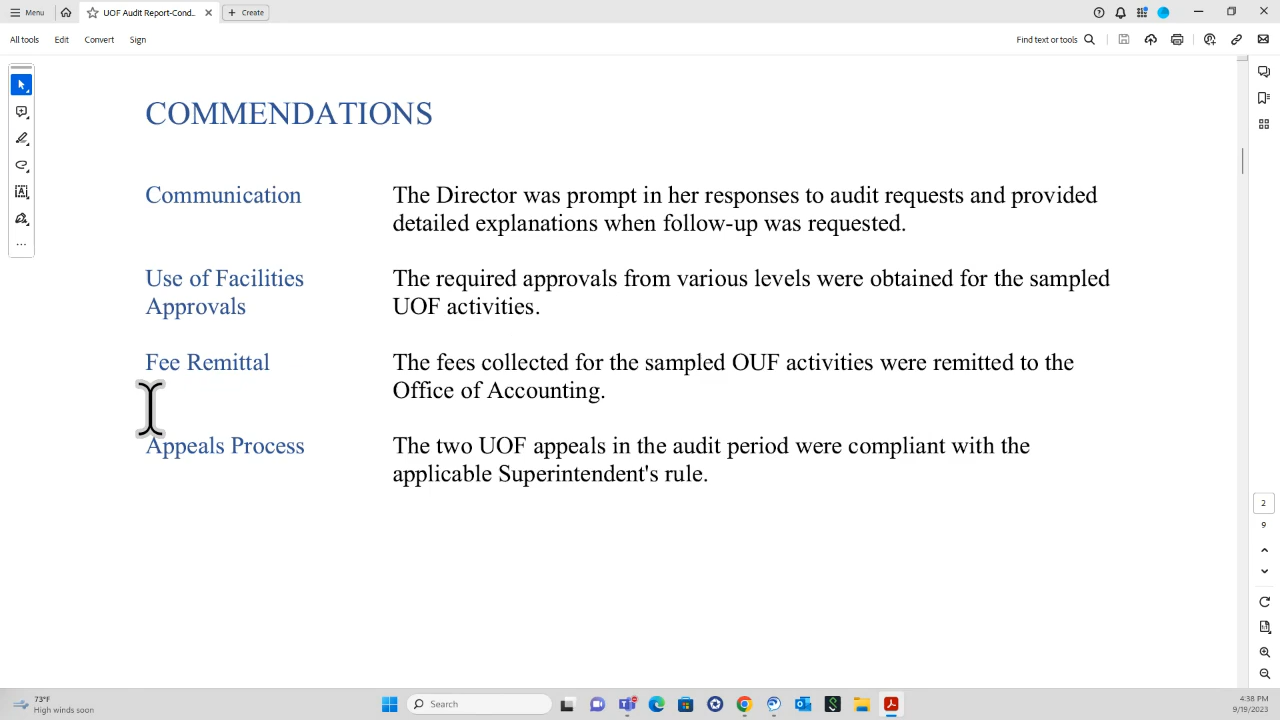 Menu
UOF Audit Report-Cond...
Create
All tools
Edit
Convert
Sign
Find text or tools
COMMENDATIONS
Communication
The Director was prompt in her responses to audit requests and provided
detailed explanations when follow-up was requested.
Use of Facilities
Approvals
The required approvals from various levels were obtained for the sampled
UOF activities.
Fee Remittal
The fees collected for the sampled OUF activities were remitted to the
Office of Accounting.
Appeals Process
The two UOF appeals in the audit period were compliant with the
applicable Superintendent's rule.
2
9
73°F
High winds soon
Search
4:38 PM
9/19/2023